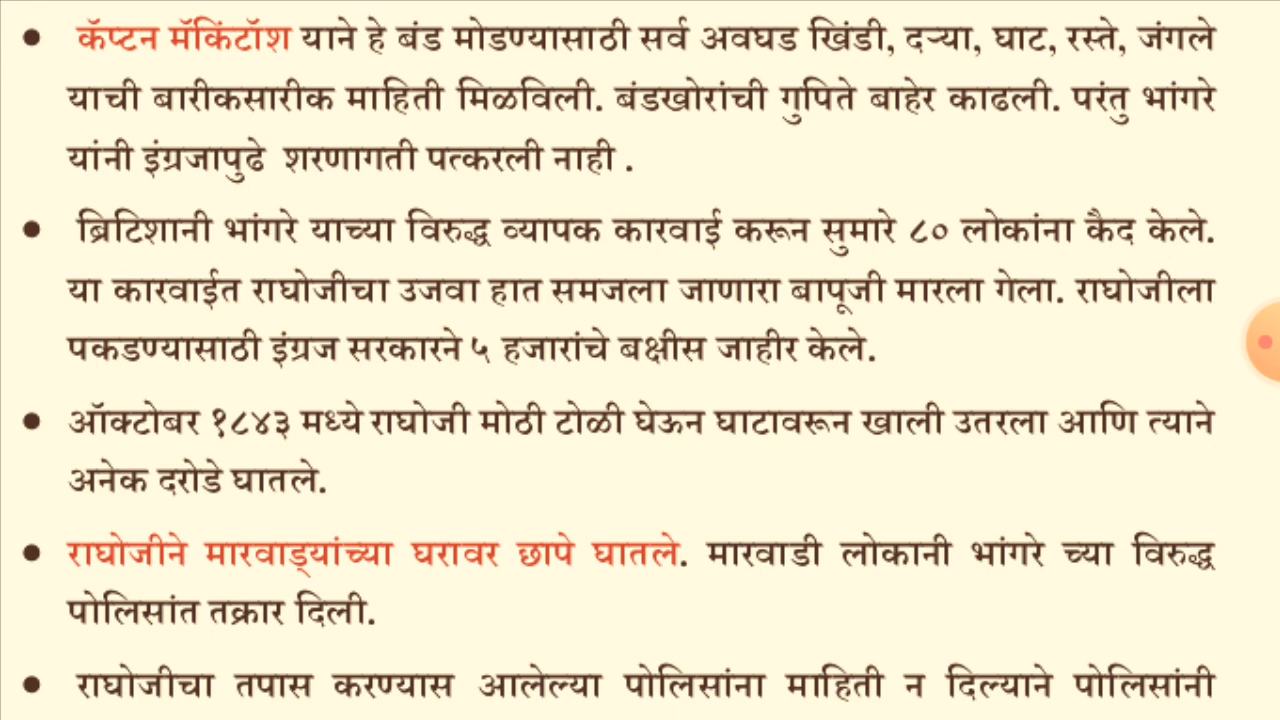 • कॅप्टन मॅकिंटॉश याने हे बंड मोडण्यासाठी सर्व अवघड खिंडी, दऱ्या, घाट, रस्ते, जंगले
याची बारीकसारीक माहिती मिळविली. बंडखोरांची गुपिते बाहेर काढली. परंतु भांगरे
यांनी इंग्रजापुढे शरणागती पत्करली नाही .
• ब्रिटिशानी भांगरे याच्या विरुद्ध व्यापक कारवाई करून सुमारे ८० लोकांना कैद केले.
या कारवाईत राघोजीचा उजवा हात समजला जाणारा बापूजी मारला गेला. राघोजीला
पकडण्यासाठी इंग्रज सरकारने ५ हजारांचे बक्षीस जाहीर केले.
• ऑक्टोबर १८४३ मध्ये राघोजी मोठी टोळी घेऊन घाटावरून खाली उतरला आणि त्याने
अनेक दरोडे घातले.
• राघोजीने मारवाड्यांच्या घरावर छापे घातले. मारवाडी लोकानी भांगरे च्या विरुद्ध
पोलिसांत तक्रार दिली.
• राघोजीचा तपास करण्यास आलेल्या पोलिसांना माहिती न दिल्याने पोलिसांनी